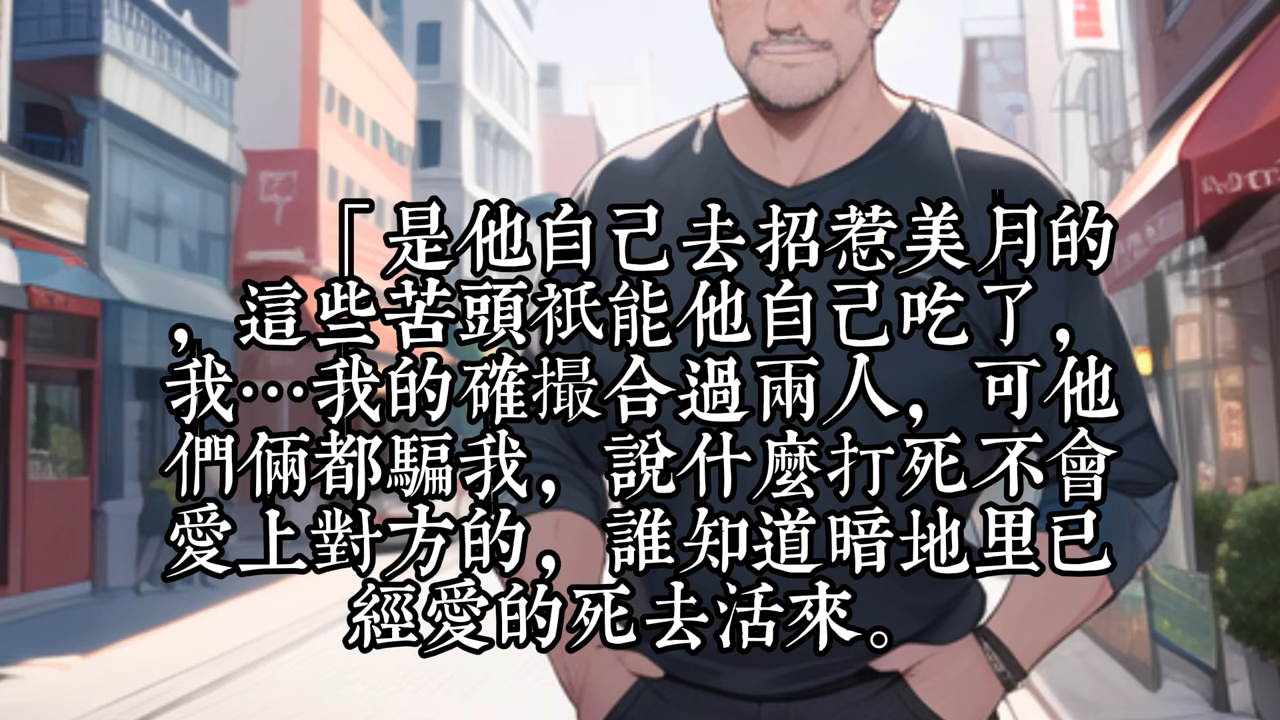 「是他自己去招惹美月的
，這些苦頭衹能他自己吃了，
我…我的確撮合過兩人，可他
們倆都騙我，說什麼打死不會
愛上對方的，誰知道暗地里已
經愛的死去活來。